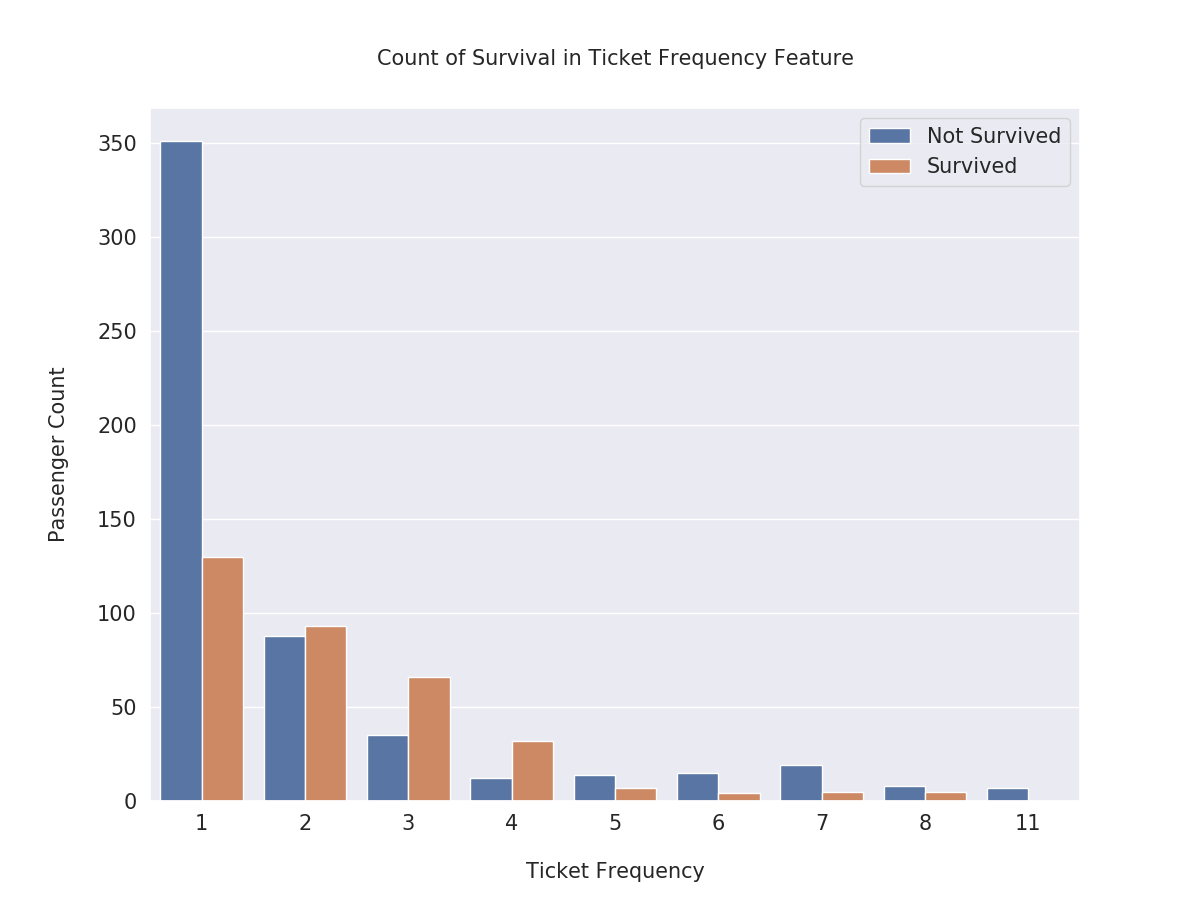 Count of Survival in Ticket Frequency Feature
Not Survived
Survived
350
300
250
200
150
100
50
0
Passenger Count
1 2 3 4 5 6 7 8 11
Ticket Frequency